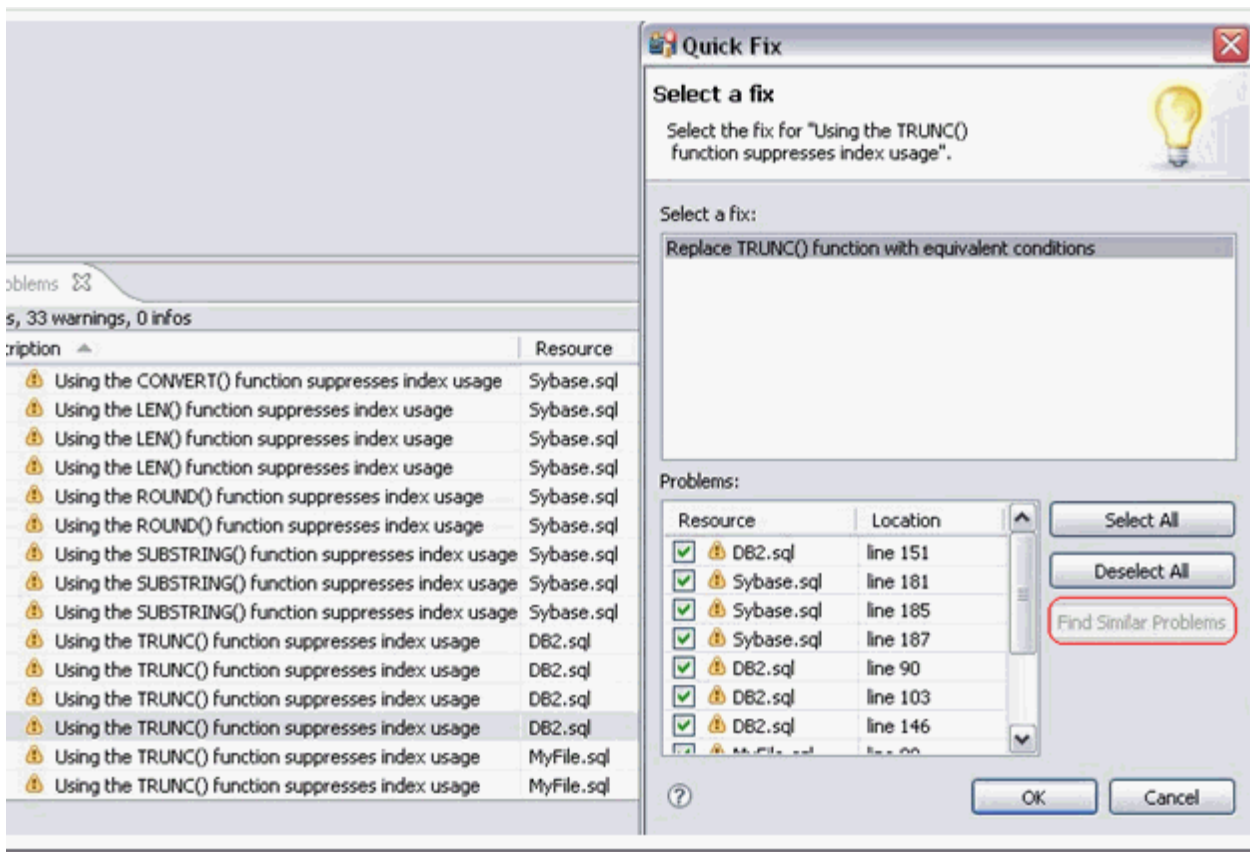 oblems
s, 33 warnings, 0 infos
cription Resource
Using the CONVERT() function suppresses index usage Sybase.sql
Using the LEN() function suppresses index usage Sybase.sql
Using the LEN() function suppresses index usage Sybase.sql
Using the LEN() function suppresses index usage Sybase.sql
Using the ROUND() function suppresses index usage Sybase.sql
Using the ROUND() function suppresses index usage Sybase.sql
Using the SUBSTRING() function suppresses index usage Sybase.sql
Using the SUBSTRING() function suppresses index usage Sybase.sql
Using the SUBSTRING() function suppresses index usage Sybase.sql
Using the TRUNC() function suppresses index usage DB2.sql
Using the TRUNC() function suppresses index usage DB2.sql
Using the TRUNC() function suppresses index usage DB2.sql
Using the TRUNC() function suppresses index usage DB2.sql
Using the TRUNC() function suppresses index usage MyFile.sql
Using the TRUNC() function suppresses index usage MyFile.sql
Quick Fix
Select a fix
Select the fix for "Using the TRUNC()
function suppresses index usage".
Select a fix:
Replace TRUNC() function with equivalent conditions
Problems:
Resource Location
DB2.sql line 151
Sybase.sql line 181
Sybase.sql line 185
Sybase.sql line 187
DB2.sql line 90
DB2.sql line 103
DB2.sql line 146
Select All
Deselect All
Find Similar Problems
?
OK
Cancel